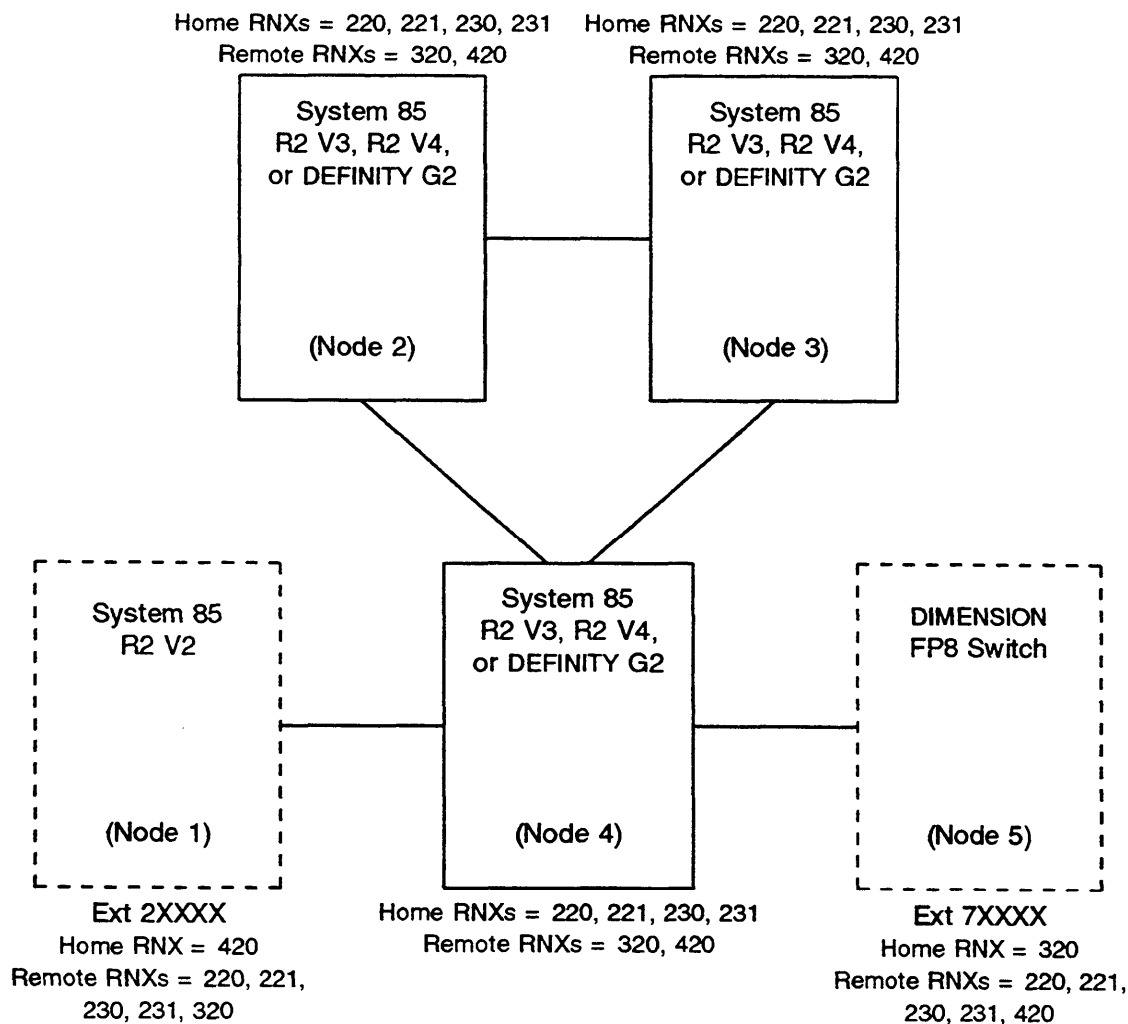 Home RNXs = 220, 221, 230, 231
Remote RNXs = 320, 420
System 85
R2 V3, R2 V4,
or DEFINITY G2
(Node 2)
Home RNXs = 220, 221, 230, 231
Remote RNXs = 320, 420
System 85
R2 V3, R2 V4,
or DEFINITY G2
(Node 3)
System 85
R2 V2
(Node 1)
Ext 2XXXX
Home RNX = 420
Remote RNXs = 220, 221,
230, 231, 320
System 85
R2 V3, R2 V4,
or DEFINITY G2
(Node 4)
Home RNXs = 220, 221, 230, 231
Remote RNXs = 320, 420
DIMENSION
FP8 Switch
(Node 5)
Ext 7XXXX
Home RNX = 320
Remote RNXs = 220, 221,
230, 231, 420